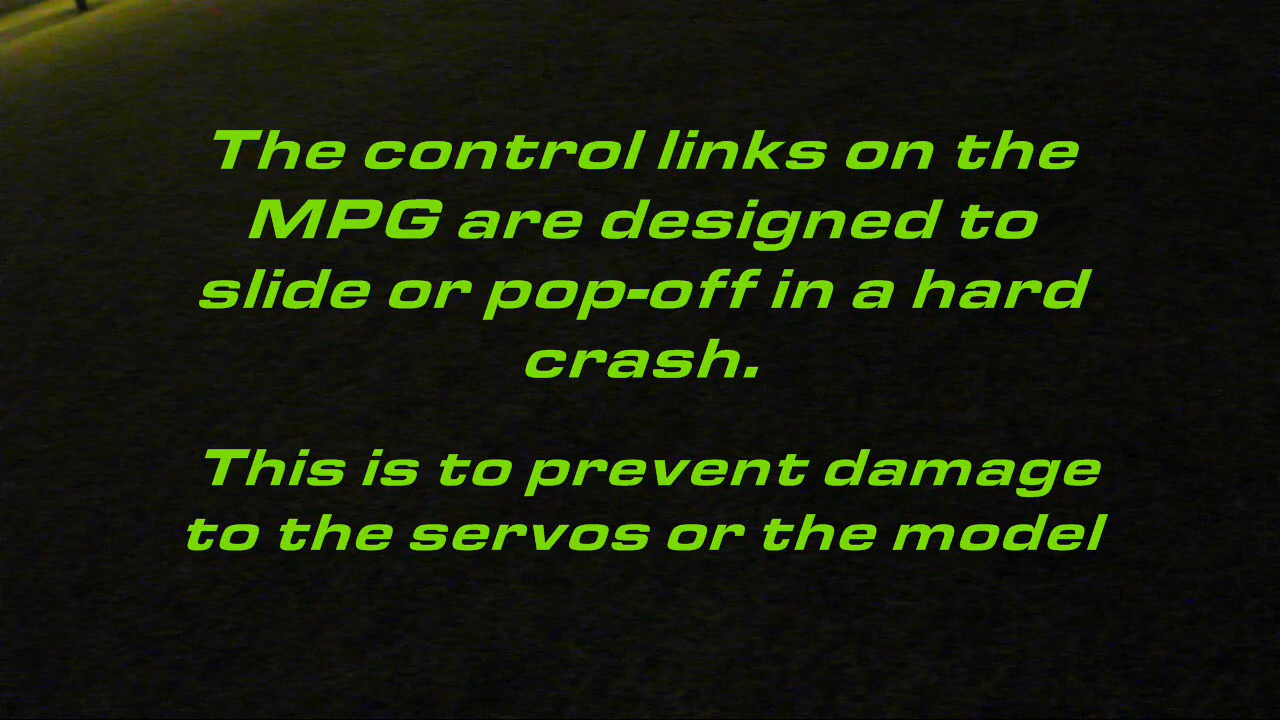 The control links on the
MPG are designed to
slide or pop-off in a hard
crash.
This is to prevent damage
to the servos or the model